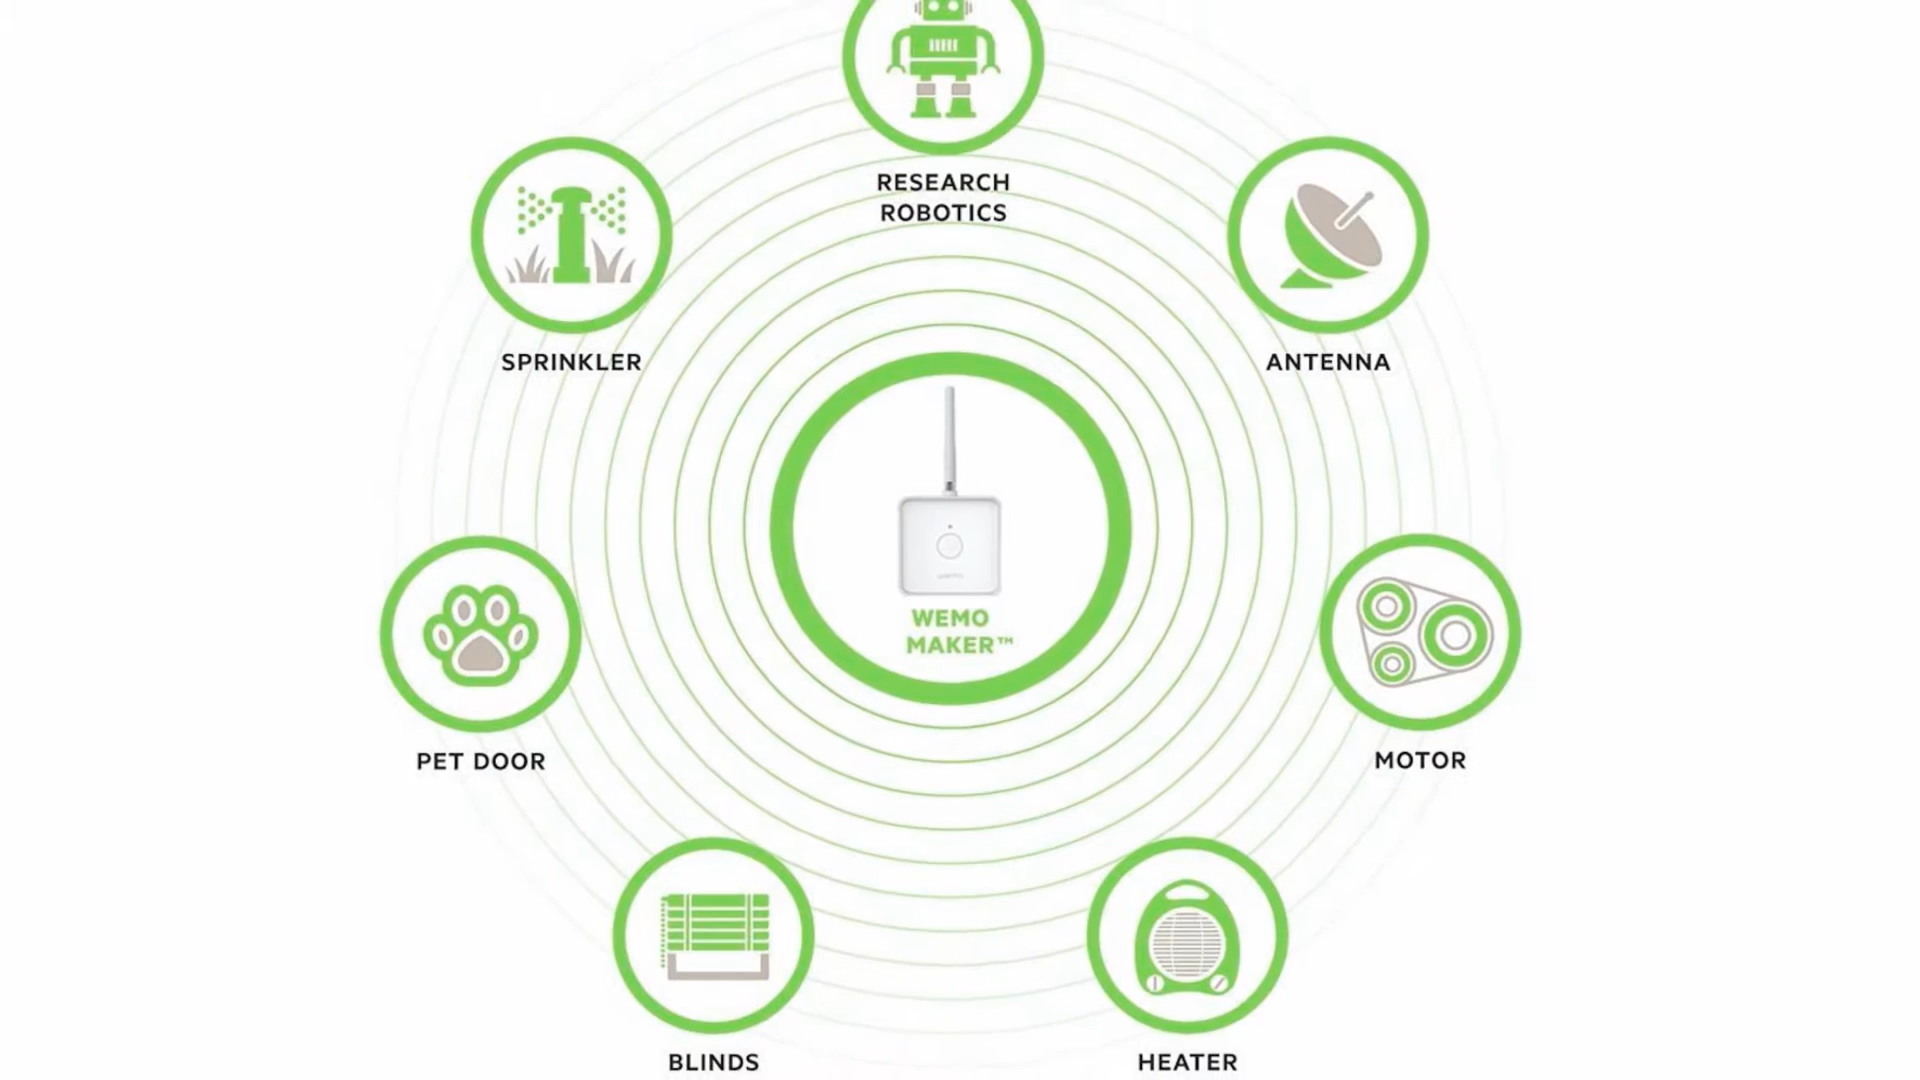 RESEARCH
ROBOTICS
SPRINKLER
ANTENNA
WEMO
MAKER™
PET DOOR
MOTOR
BLINDS
HEATER